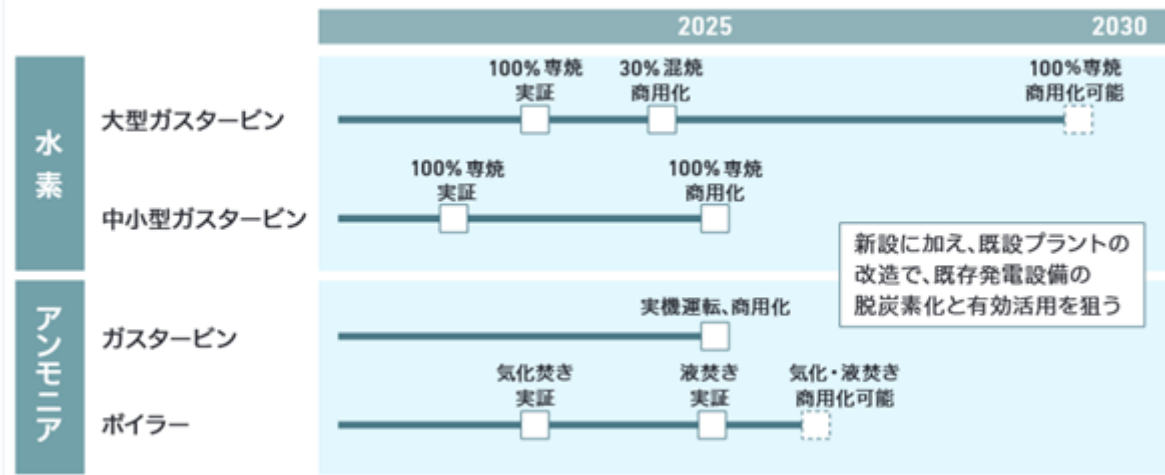 2025
2030
水素
大型ガスタービン
100%専焼
実証
30%混焼
商用化
100%専焼
商用化可能
中小型ガスタービン
100%専焼
実証
100%専焼
商用化
新設に加え、既設プラントの
改造で、既存発電設備の
脱炭素化と有効活用を狙う
アンモニア
ガスタービン
実機運転、商用化
ボイラー
気化焚き
実証
液焚き
実証
気化・液焚き
商用化可能